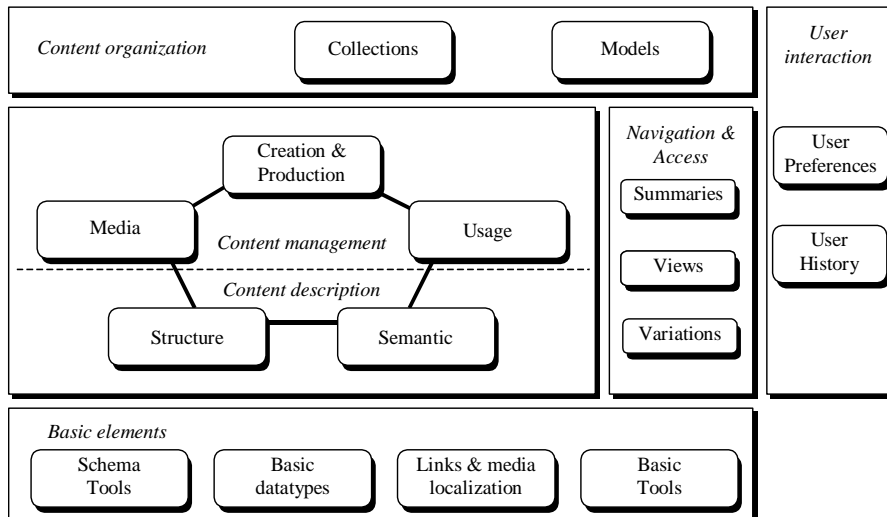 Content organization
Collections
Models
User
interaction
User
Preferences
User
History
Creation &
Production
Media
Usage
Content management
Content description
Structure
Semantic
Navigation &
Access
Summaries
Views
Variations
Basic elements
Schema
Tools
Basic
datatypes
Links & media
localization
Basic
Tools